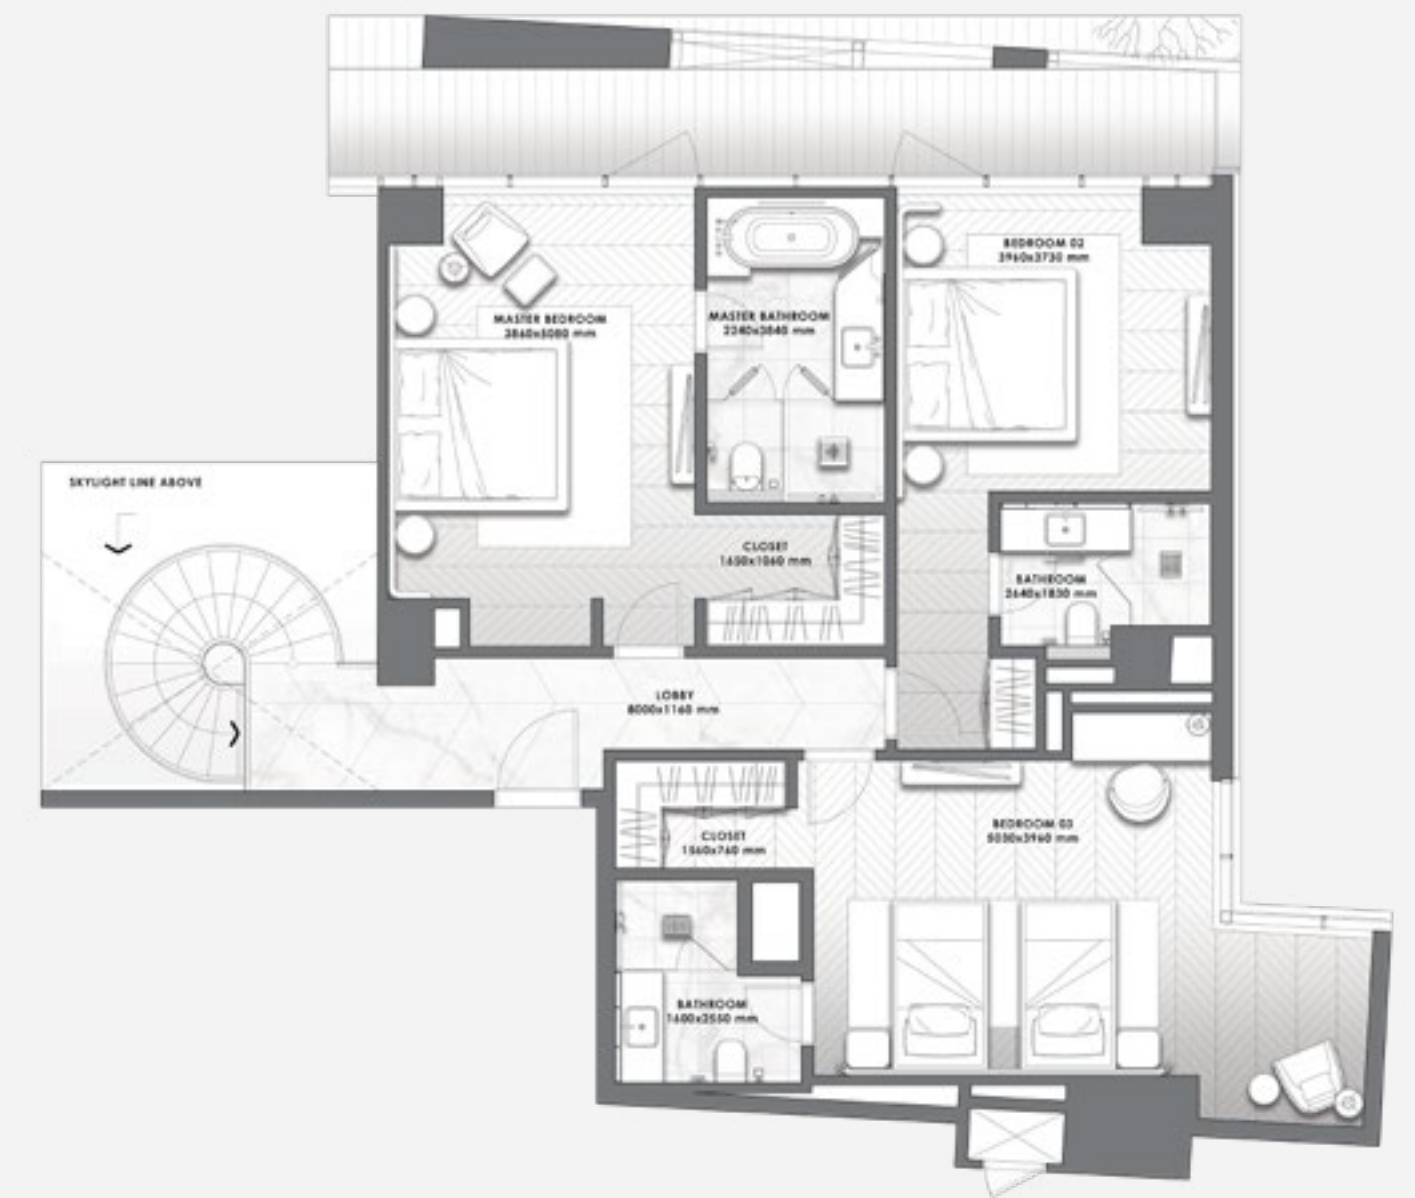 BEDROOM 02
3960x3730 mm
MASTER BEDROOM
3860x5080 mm
MASTER BATHROOM
2240x3840 mm
SKYLIGHT LINE ABOVE
CLOSET
1650x1060 mm
BATHROOM
2640x1830 mm
LOBBY
8000x1160 mm
BEDROOM 03
5030x3960 mm
CLOSET
1560x760 mm
BATHROOM
1600x2550 mm